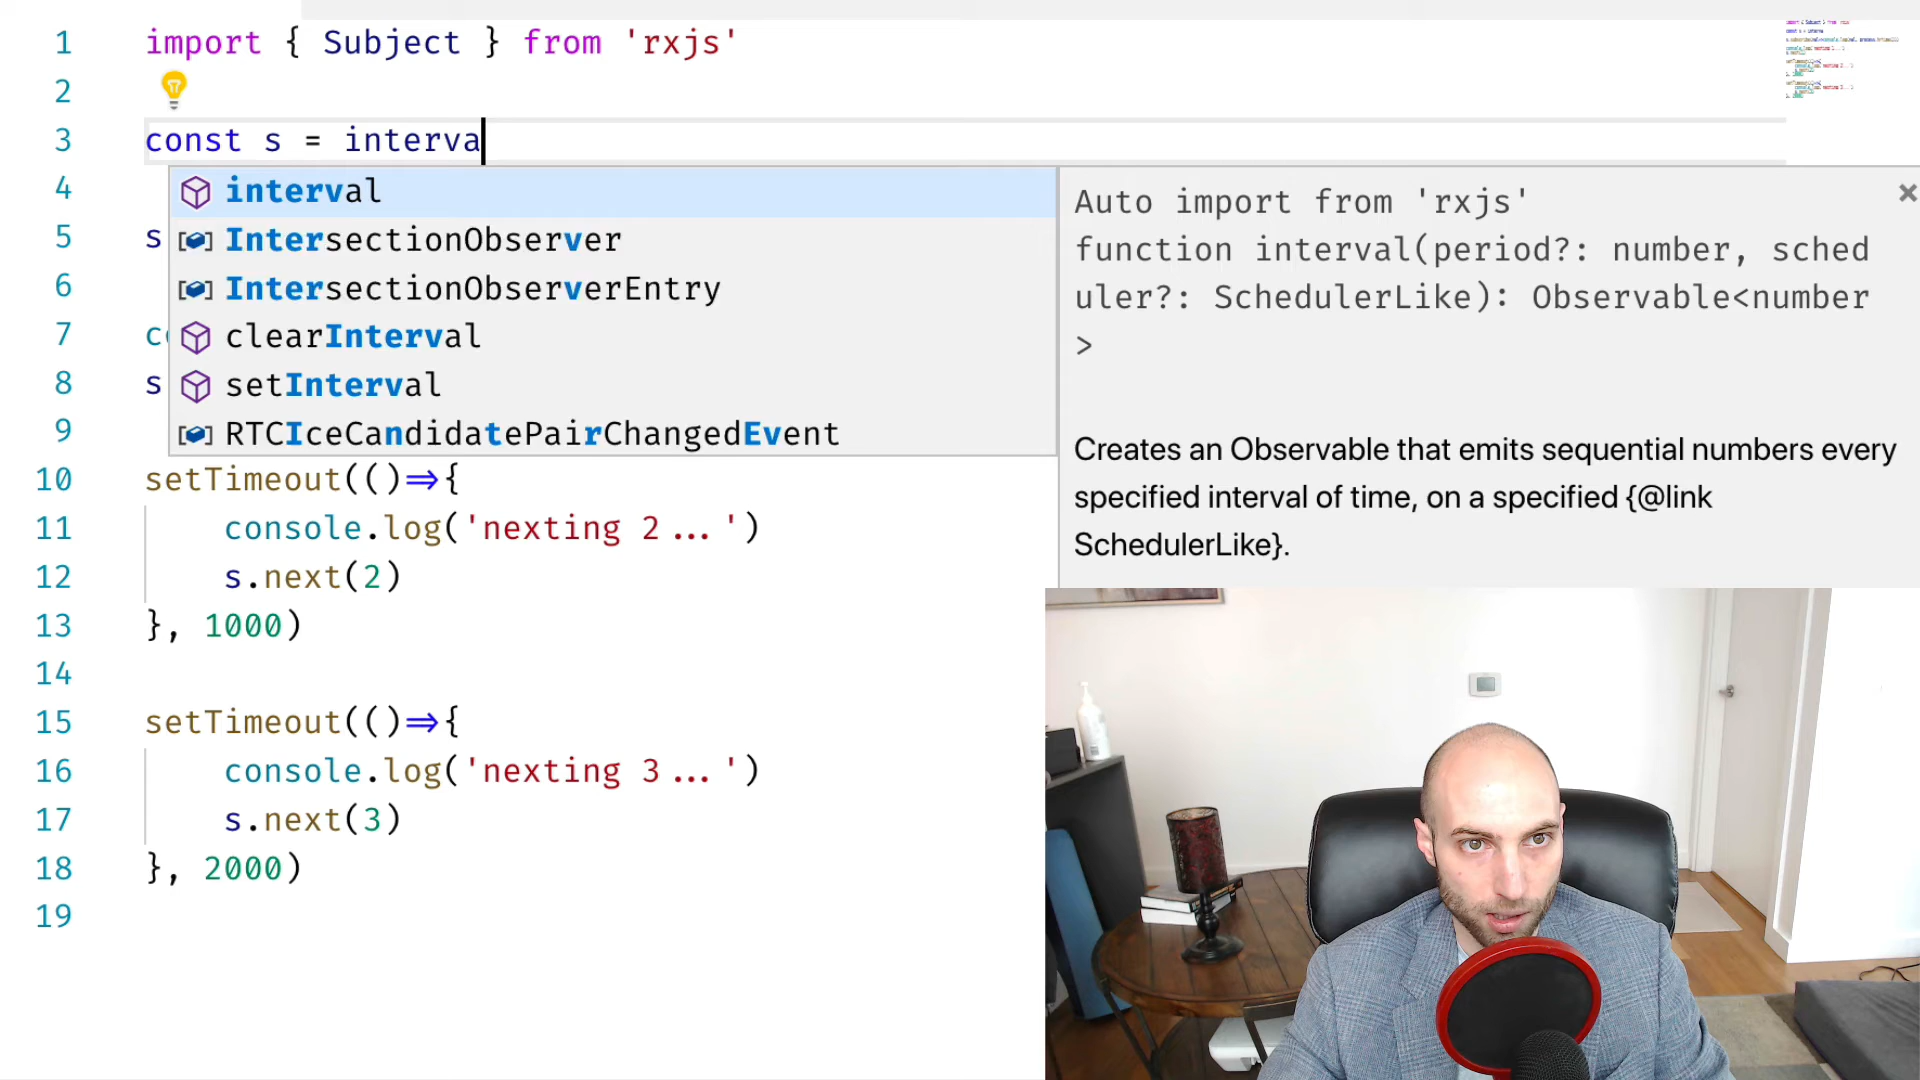 1 import { Subject } from 'rxjs'
2
3 const s = interva
4 interval
5 s IntersectionObserver
6 IntersectionObserverEntry
7 co clearInterval
8 s setInterval
9 RTCIceCandidatePairChangedEvent
Auto import from 'rxjs'
function interval(period?: number, sched
uler?: SchedulerLike): Observable<number
>
Creates an Observable that emits sequential numbers every
specified interval of time, on a specified {@link
SchedulerLike}.
10 setTimeout(()=>{
11 console.log('nexting 2...')
12 s.next(2)
13 }, 1000)
14
15 setTimeout(()=>{
16 console.log('nexting 3...')
17 s.next(3)
18 }, 2000)
19